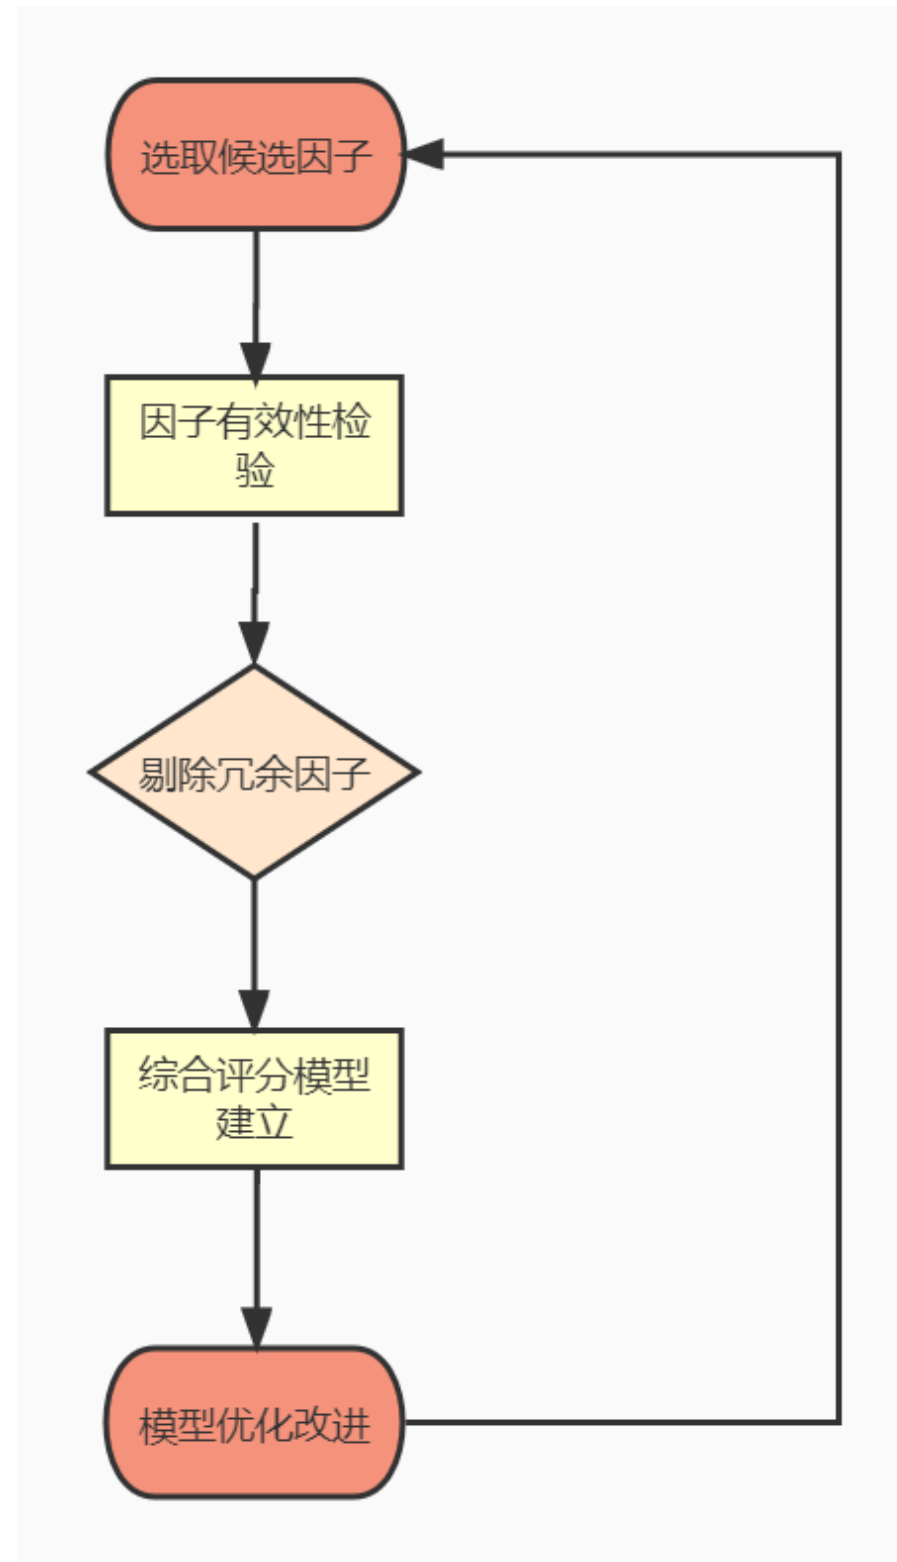 选取候选因子
因子有效性检
验
剔除冗余因子
综合评分模型
建立
模型优化改进